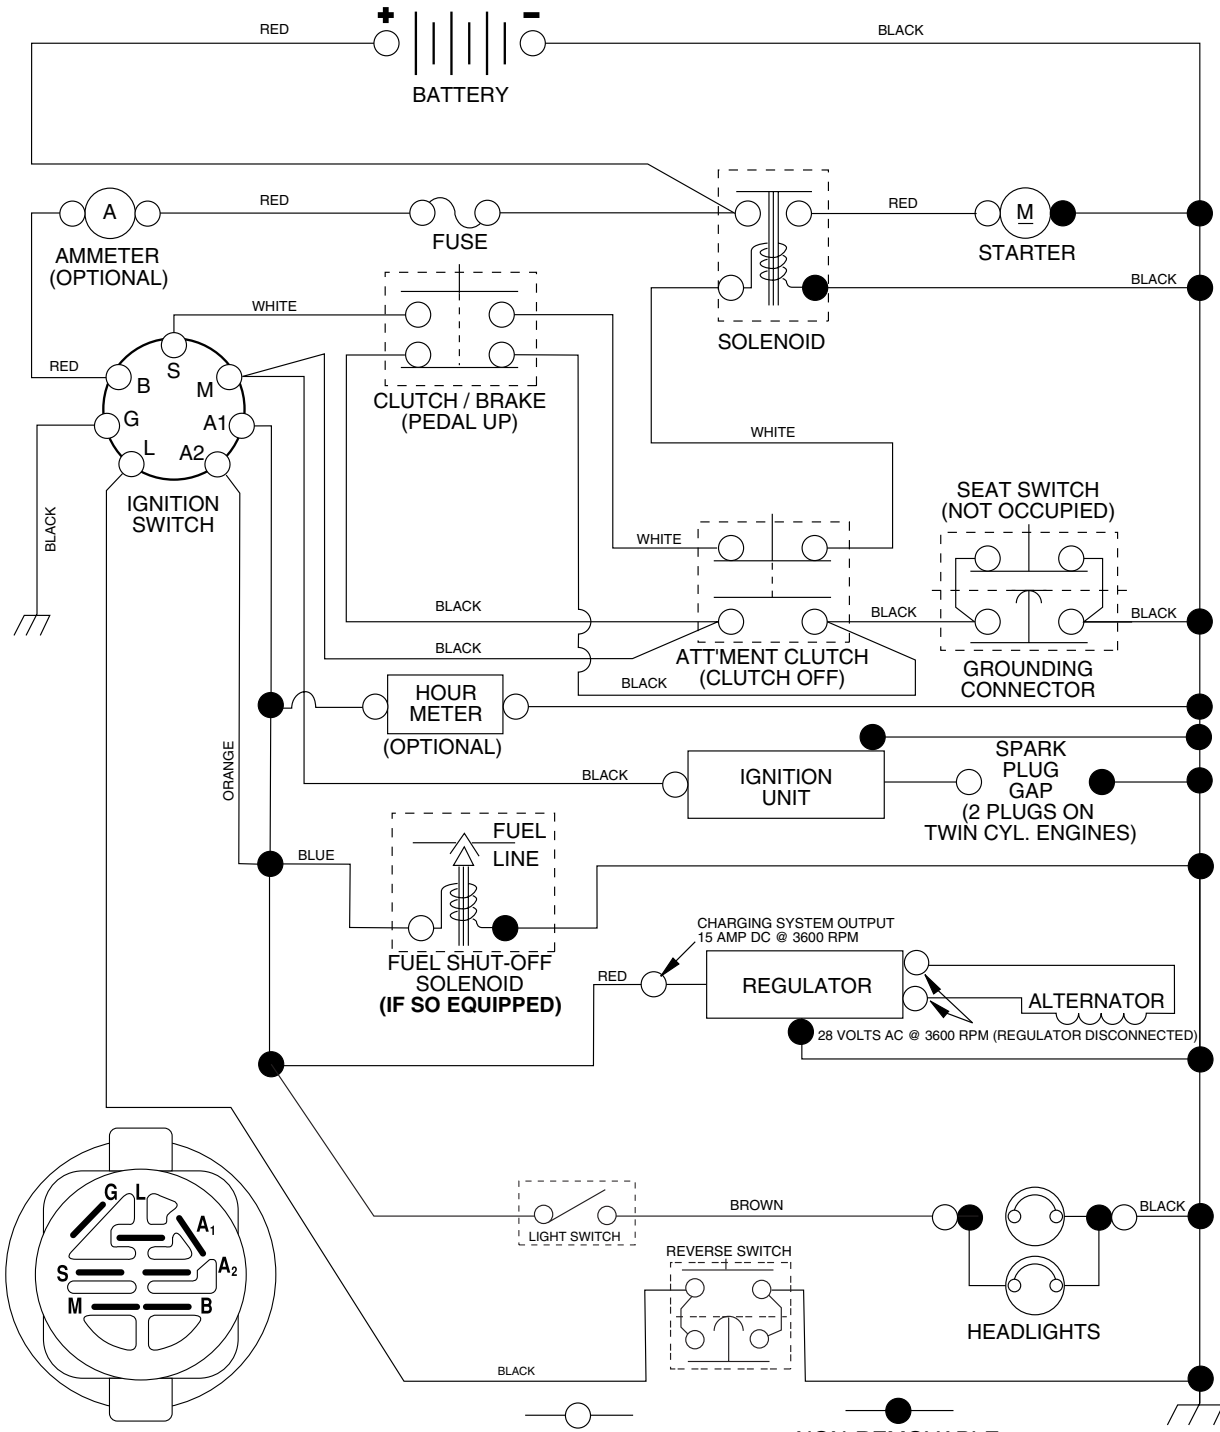 + -
RED
BLACK
BATTERY
A
RED
RED
M
AMMETER
(OPTIONAL)
FUSE
STARTER
WHITE
BLACK
SOLENOID
RED
B
S
M
G
A1
L
A2
CLUTCH / BRAKE
(PEDAL UP)
WHITE
IGNITION
SWITCH
BLACK
SEAT SWITCH
(NOT OCCUPIED)
WHITE
BLACK
BLACK
BLACK
BLACK
ATT'MENT CLUTCH
(CLUTCH OFF)
BLACK
GROUNDING
CONNECTOR
HOUR
METER
(OPTIONAL)
ORANGE
BLACK
IGNITION
UNIT
SPARK
PLUG
GAP
(2 PLUGS ON
TWIN CYL. ENGINES)
BLUE
FUEL
LINE
FUEL SHUT-OFF
SOLENOID
(IF SO EQUIPPED)
CHARGING SYSTEM OUTPUT
15 AMP DC @ 3600 RPM
RED
REGULATOR
ALTERNATOR
28 VOLTS AC @ 3600 RPM (REGULATOR DISCONNECTED)
G L
A1
S
A2
M
B
LIGHT SWITCH
BROWN
BLACK
REVERSE SWITCH
HEADLIGHTS
BLACK